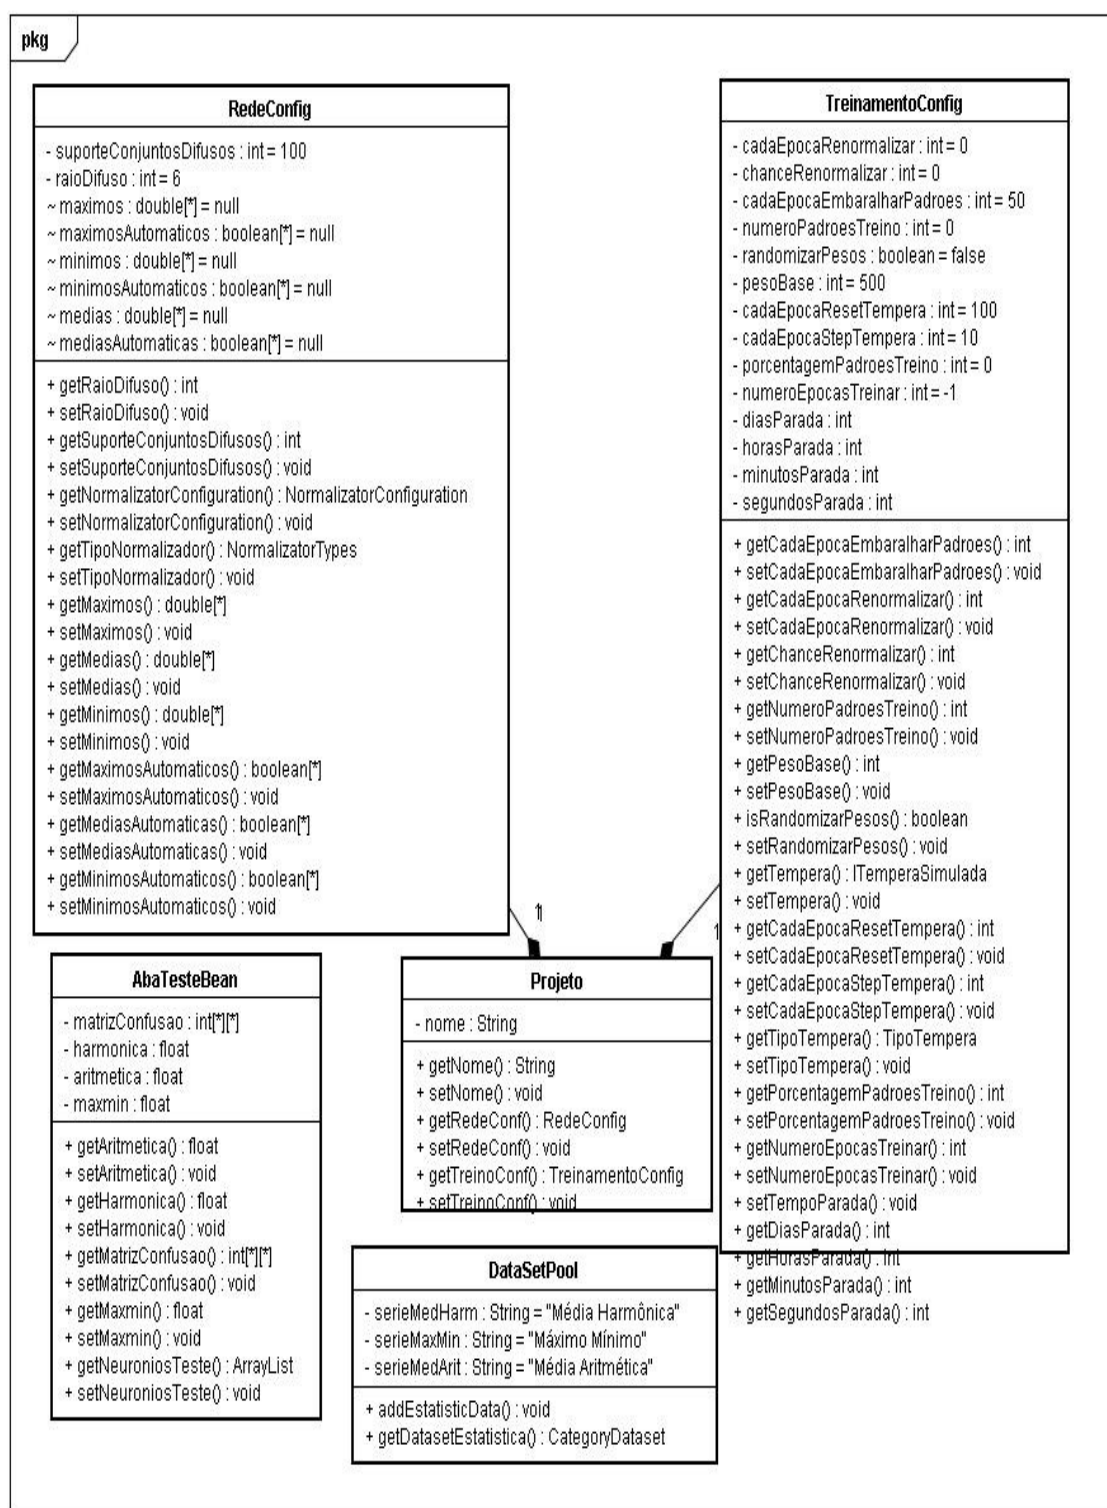 pkg
RedeConfig
- suporteConjuntosDifusos : int = 100
- raioDifuso : int = 6
~ maximos : double[*] = null
~ maximosAutomaticos : boolean[*] = null
~ minimos : double[*] = null
~ minimosAutomaticos : boolean[*] = null
~ medias : double[*] = null
~ mediasAutomaticas : boolean[*] = null
+ getRaioDifuso() : int
+ setRaioDifuso() : void
+ getSuporteConjuntosDifusos() : int
+ setSuporteConjuntosDifusos() : void
+ getNormalizatorConfiguration() : NormalizatorConfiguration
+ setNormalizatorConfiguration() : void
+ getTipoNormalizador() : NormalizatorTypes
+ setTipoNormalizador() : void
+ getMaximos() : double[*]
+ setMaximos() : void
+ getMedias() : double[*]
+ setMedias() : void
+ getMinimos() : double[*]
+ setMinimos() : void
+ getMaximosAutomaticos() : boolean[*]
+ setMaximosAutomaticos() : void
+ getMediasAutomaticas() : boolean[*]
+ setMediasAutomaticas() : void
+ getMinimosAutomaticos() : boolean[*]
+ setMinimosAutomaticos() : void
TreinamentoConfig
- cadaEpocaRenormalizar : int = 0
- chanceRenormalizar : int = 0
- cadaEpocaEmbaralharPadroes : int = 50
- numeroPadroesTreino : int = 0
- randomizarPesos : boolean = false
- pesoBase : int = 500
- cadaEpocaResetTempera : int = 100
- cadaEpocaStepTempera : int = 10
- porcentagemPadroesTreino : int = 0
- numeroEpocasTreinar : int = -1
- diasParada : int
- horasParada : int
- minutosParada : int
- segundosParada : int
+ getCadaEpocaEmbaralharPadroes() : int
+ setCadaEpocaEmbaralharPadroes() : void
+ getCadaEpocaRenormalizar() : int
+ setCadaEpocaRenormalizar() : void
+ getChanceRenormalizar() : int
+ setChanceRenormalizar() : void
+ getNumeroPadroesTreino() : int
+ setNumeroPadroesTreino() : void
+ getPesoBase() : int
+ setPesoBase() : void
+ isRandomizarPesos() : boolean
+ setRandomizarPesos() : void
+ getTempera() : ITemperaSimulada
+ setTempera() : void
+ getCadaEpocaResetTempera() : int
+ setCadaEpocaResetTempera() : void
+ getCadaEpocaStepTempera() : int
+ setCadaEpocaStepTempera() : void
+ getTipoTempera() : TipoTempera
+ setTipoTempera() : void
+ getPorcentagemPadroesTreino() : int
+ setPorcentagemPadroesTreino() : void
+ getNumeroEpocasTreinar() : int
+ setNumeroEpocasTreinar() : void
+ setTempoParada() : void
+ getDiasParada() : int
+ getHorasParada() : int
+ getMinutosParada() : int
+ getSegundosParada() : int
1
1
AbaTesteBean
- matrizConfusao : int[*][*]
- harmonica : float
- aritmetica : float
- maxmin : float
+ getAritmetica() : float
+ setAritmetica() : void
+ getHarmonica() : float
+ setHarmonica() : void
+ getMatrizConfusao() : int[*][*]
+ setMatrizConfusao() : void
+ getMaxmin() : float
+ setMaxmin() : void
+ getNeuroniosTeste() : ArrayList
+ setNeuroniosTeste() : void
Projeto
- nome : String
+ getNome() : String
+ setNome() : void
+ getRedeConf() : RedeConfig
+ setRedeConf() : void
+ getTreinoConf() : TreinamentoConfig
+ setTreinoConf() : void
DataSetPool
- serieMedHarm : String = "Média Harmônica"
- serieMaxMin : String = "Máximo Mínimo"
- serieMedArit : String = "Média Aritmética"
+ addEstatisticData() : void
+ getDatasetEstatistica() : CategoryDataset